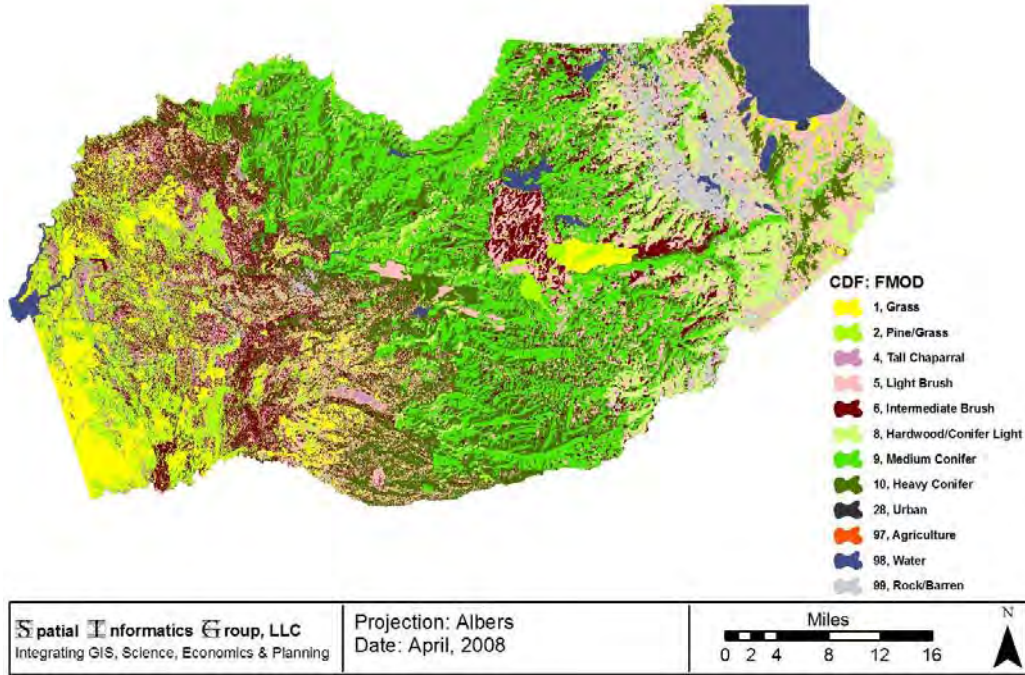 CDF: FMOD
1, Grass
2, Pine/Grass
4, Tall Chaparral
5, Light Brush
6, Intermediate Brush
8, Hardwood/Conifer Light
9, Medium Conifer
10, Heavy Conifer
28, Urban
97, Agriculture
98, Water
99, Rock/Barren
Spatial Informatics Group, LLC
Integrating GIS, Science, Economics & Planning
Projection: Albers
Date: April, 2008
Miles
0 2 4 8 12 16
N